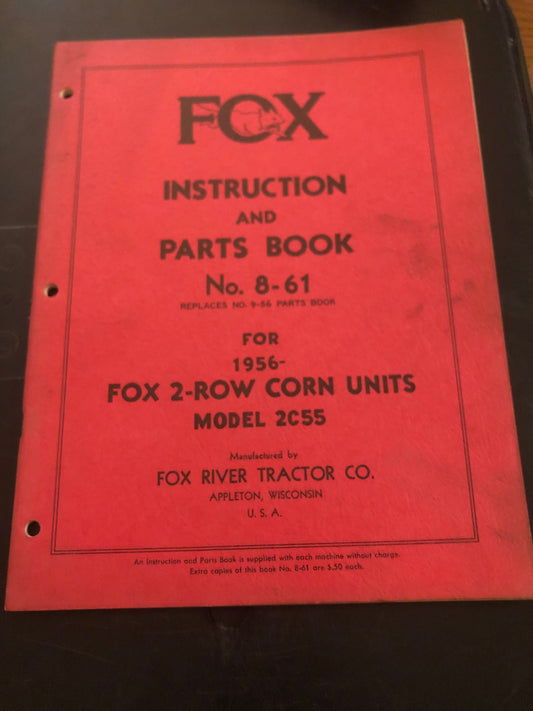 FOX
INSTRUCTION
AND
PARTS BOOK
No. 8-61
REPLACES NO. 9-56 PARTS BOOK
FOR
1956-
FOX 2-ROW CORN UNITS
MODEL 2C55
Manufactured by
FOX RIVER TRACTOR CO.
APPLETON, WISCONSIN
U. S. A.
An Instruction and Parts Book is supplied with each machine without charge.
Extra copies of this book No. 8-61 are $.50 each.